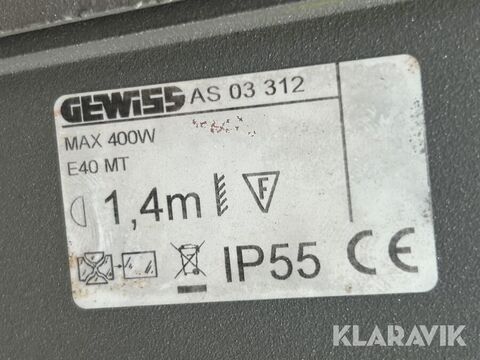 GEWISS AS 03 312
MAX 400W
E40 MT
1,4m F
IP55 CE
KLARAVIK